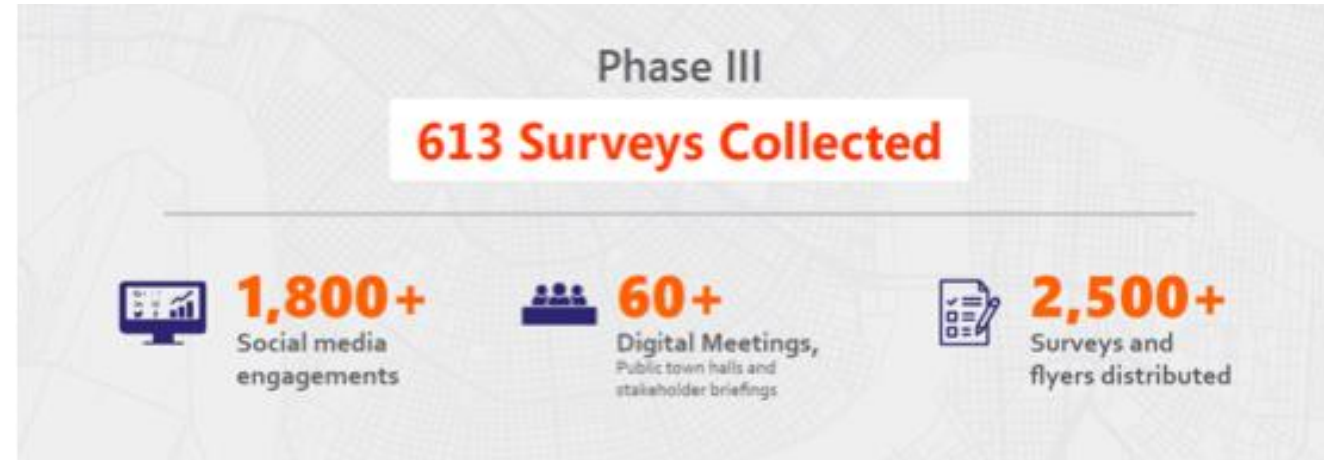 Phase III
613 Surveys Collected
1,800+
Social media
engagements
60+
Digital Meetings,
Public town halls and
stakeholder briefings
2,500+
Surveys and
flyers distributed